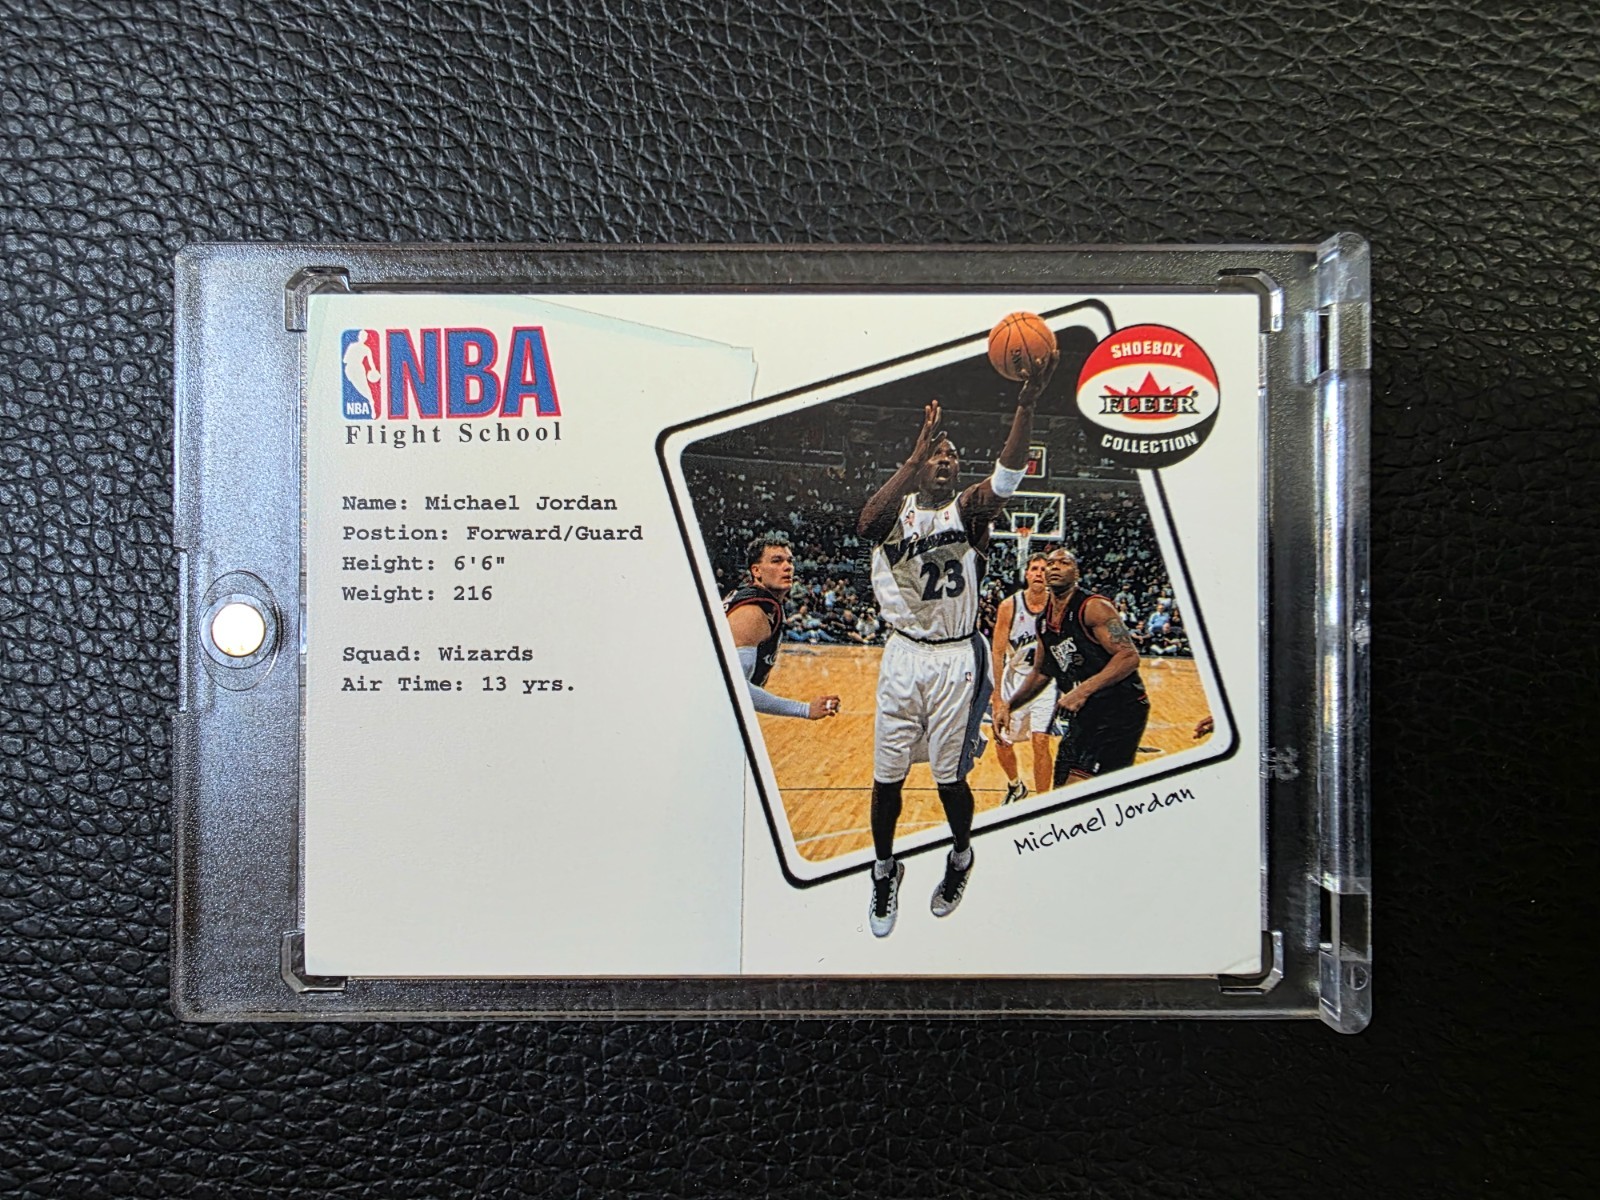 NBA
NBA
Flight School
Name: Michael Jordan
Postion: Forward/Guard
Height: 6'6"
Weight: 216
Squad: Wizards
Air Time: 13 yrs.
SHOEBOX
FLEER
COLLECTION
WIZARDS
23
4
Michael Jordan